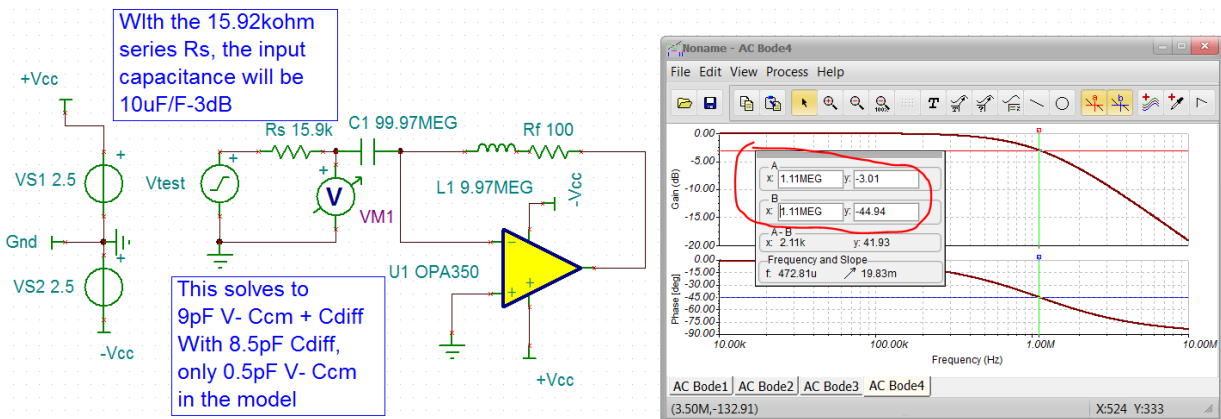 WIth the 15.92kohm
series Rs, the input
capacitance will be
10uF/F-3dB
+Vcc
VS1 2.5
Gnd
VS2 2.5
-Vcc
Vtest
Rs 15.9k
C1 99.97MEG
Rf 100
L1 9.97MEG
V
VM1
-Vcc
U1 OPA350
+Vcc
This solves to
9pF V- Ccm + Cdiff
With 8.5pF Cdiff,
only 0.5pF V- Ccm
in the model
Noname - AC Bode4
File Edit View Process Help
100%
T
a
b
0.00
-5.00
-10.00
-15.00
-20.00
Gain (dB)
A
x: 1.11MEG y: -3.01
B
x: 1.11MEG y: -44.94
A - B
x: 2.11k y: 41.93
Frequency and Slope
f: 472.81u 19.83m
0.00
-15.00
-30.00
-45.00
-60.00
-75.00
-90.00
Phase [deg]
10.00k 100.00k 1.00M 10.00M
Frequency (Hz)
AC Bode1 AC Bode2 AC Bode3 AC Bode4
(3.50M,-132.91) X:524 Y:333